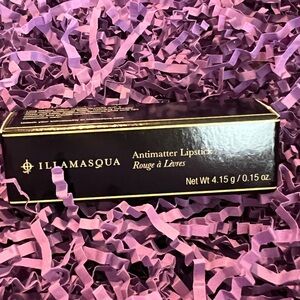 ILLAMASQUA
Antimatter Lipstick
Rouge à Lèvres
Net Wt 4.15 g / 0.15 oz.